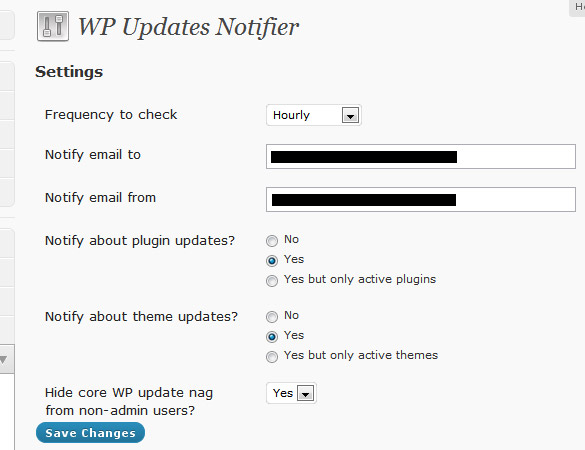 He
WP Updates Notifier
Settings
Frequency to check
Hourly
Notify email to
Notify email from
Notify about plugin updates?
No
Yes
Yes but only active plugins
Notify about theme updates?
No
Yes
Yes but only active themes
Hide core WP update nag
from non-admin users?
Yes
Save Changes